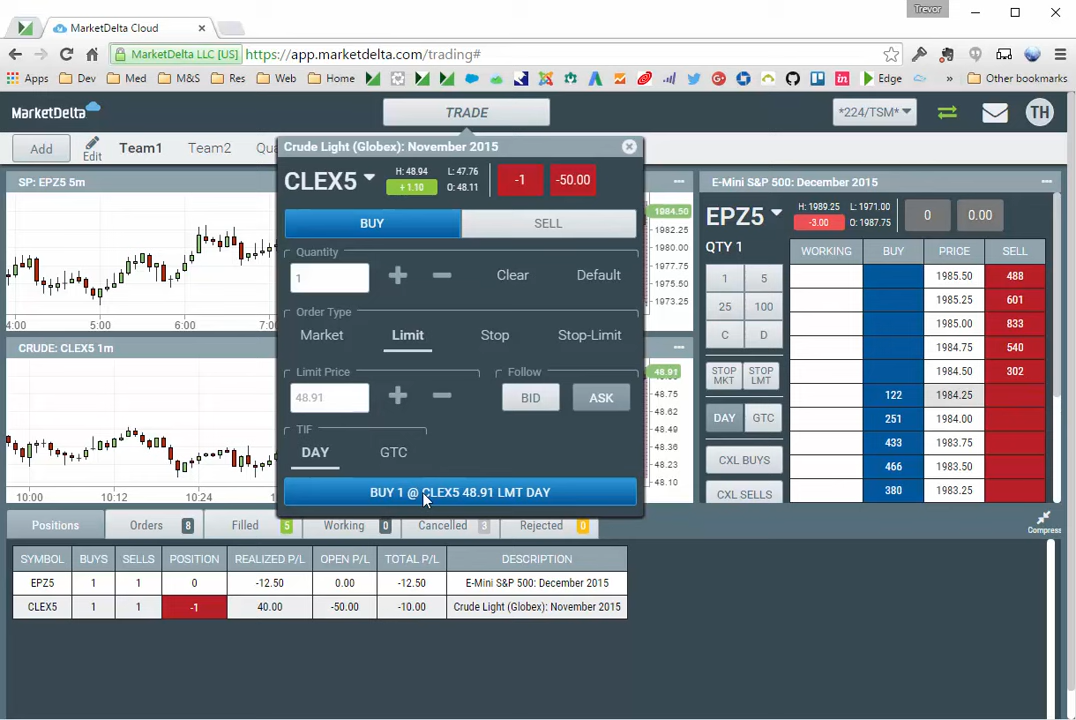 Trevor
MarketDelta Cloud
MarketDelta LLC [US] https://app.marketdelta.com/trading#
Apps Dev Med M&S Res Web Home Edge Other bookmarks
MarketDelta TRADE *224/TSM* TH
Add Edit Team1 Team2 Qu
SP: EPZ5 5m
1984.50
1982.25
1980.00
1977.75
1975.50
1973.25
4:00 5:00 6:00 7:0
CRUDE: CLEX5 1m
48.91
48.75
48.62
48.49
48.36
48.23
48.10
10:00 10:12 10:24
Crude Light (Globex): November 2015
CLEX5 H: 48.94 L: 47.76 -1 -50.00
+ 1.10 O: 48.11
BUY SELL
Quantity
1 + − Clear Default
Order Type
Market Limit Stop Stop-Limit
Limit Price Follow
48.91 + − BID ASK
TIF
DAY GTC
BUY 1 @ CLEX5 48.91 LMT DAY
E-Mini S&P 500: December 2015
EPZ5 H: 1989.25 L: 1971.00 0 0.00
-3.00 O: 1987.75
QTY 1 WORKING BUY PRICE SELL
1 5
25 100
C D
STOP MKT STOP LMT
DAY GTC
CXL BUYS
CXL SELLS
1985.50 488
1985.25 601
1985.00 833
1984.75 540
1984.50 302
122 1984.25
251 1984.00
433 1983.75
466 1983.50
380 1983.25
Positions Orders 8 Filled 5 Working 0 Cancelled 3 Rejected 0 Compress
SYMBOL BUYS SELLS POSITION REALIZED P/L OPEN P/L TOTAL P/L DESCRIPTION
EPZ5 1 1 0 -12.50 0.00 -12.50 E-Mini S&P 500: December 2015
CLEX5 1 1 -1 40.00 -50.00 -10.00 Crude Light (Globex): November 2015